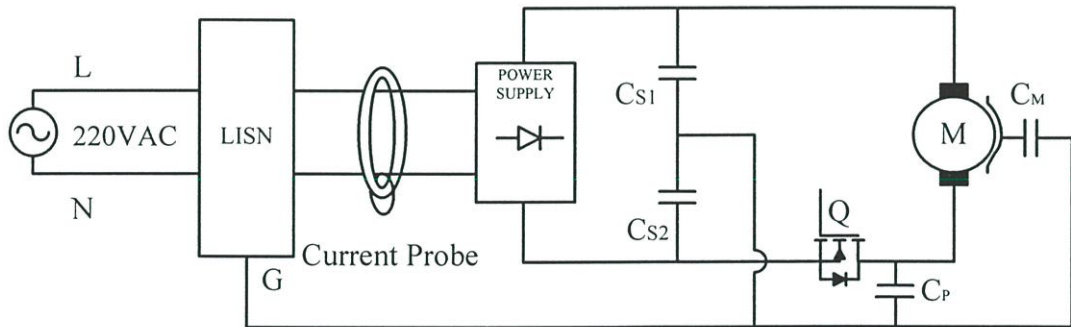 L
220VAC
N
LISN
G
Current Probe
POWER
SUPPLY
CS1
CS2
Q
CP
M
CM